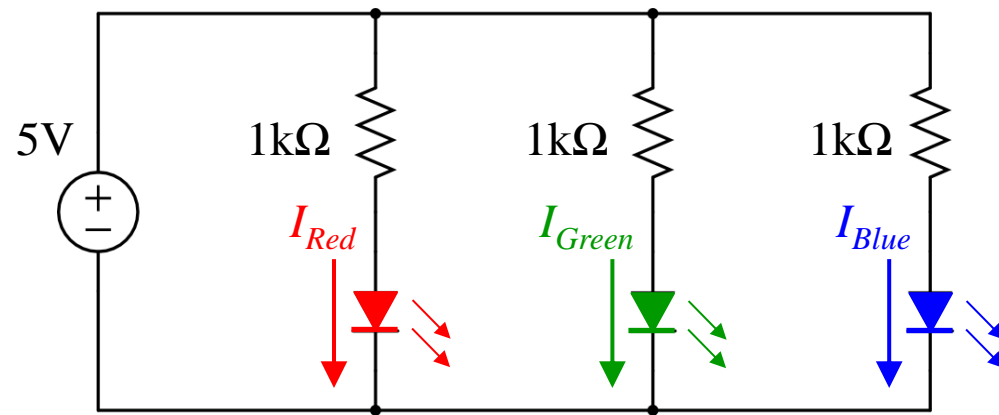 5V
1kΩ
1kΩ
1kΩ
+
−
I_Red
I_Green
I_Blue